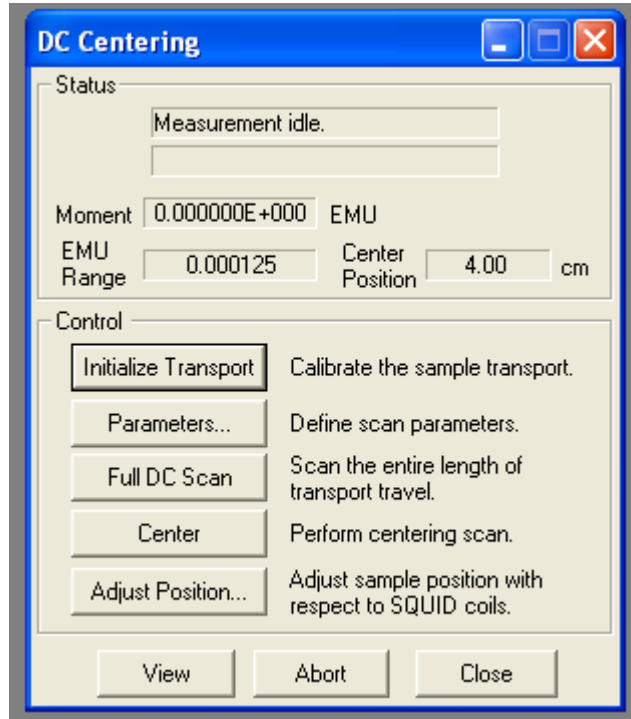 DC Centering
Status
Measurement idle.
Moment 0.000000E+000 EMU
EMU Range 0.000125 Center Position 4.00 cm
Control
Initialize Transport Calibrate the sample transport.
Parameters... Define scan parameters.
Full DC Scan Scan the entire length of
transport travel.
Center Perform centering scan.
Adjust Position... Adjust sample position with
respect to SQUID coils.
View Abort Close